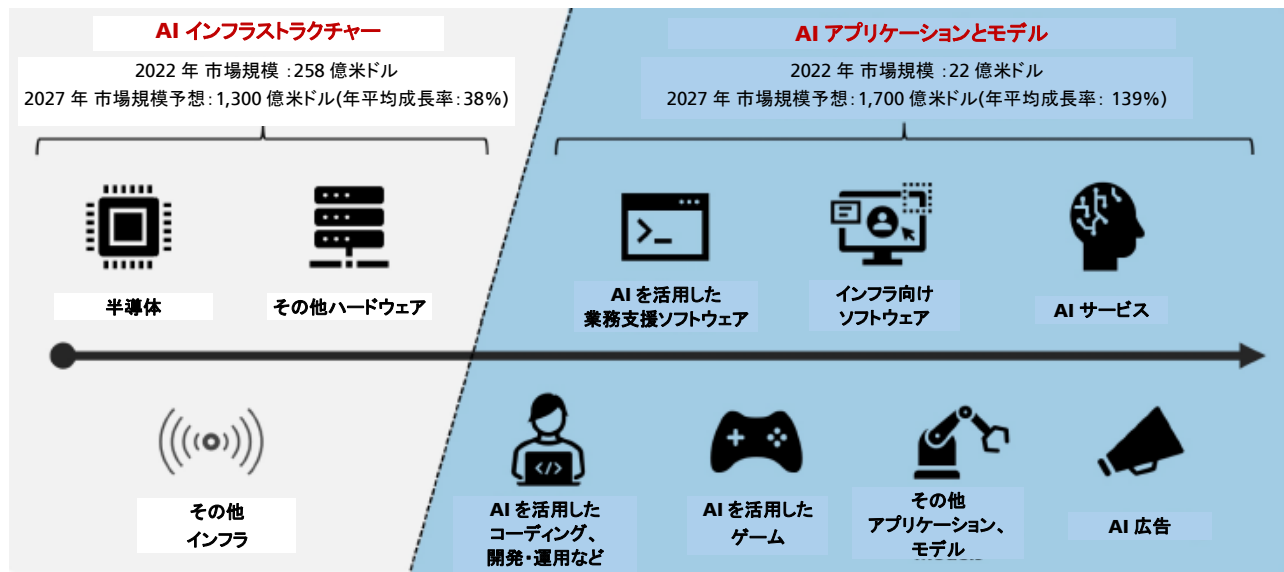 AI インフラストラクチャー
2022 年 市場規模 :258 億米ドル
2027 年 市場規模予想: 1,300 億米ドル(年平均成長率: 38%)
AI アプリケーションとモデル
2022 年 市場規模 :22 億米ドル
2027 年 市場規模予想: 1,700 億米ドル(年平均成長率: 139%)
半導体
その他ハードウェア
>_
AI を活用した
業務支援ソフトウェア
インフラ向け
ソフトウェア
AI サービス
その他
インフラ
</>
AI を活用した
コーディング、
開発・運用など
AI を活用した
ゲーム
その他
アプリケーション、
モデル
AI 広告